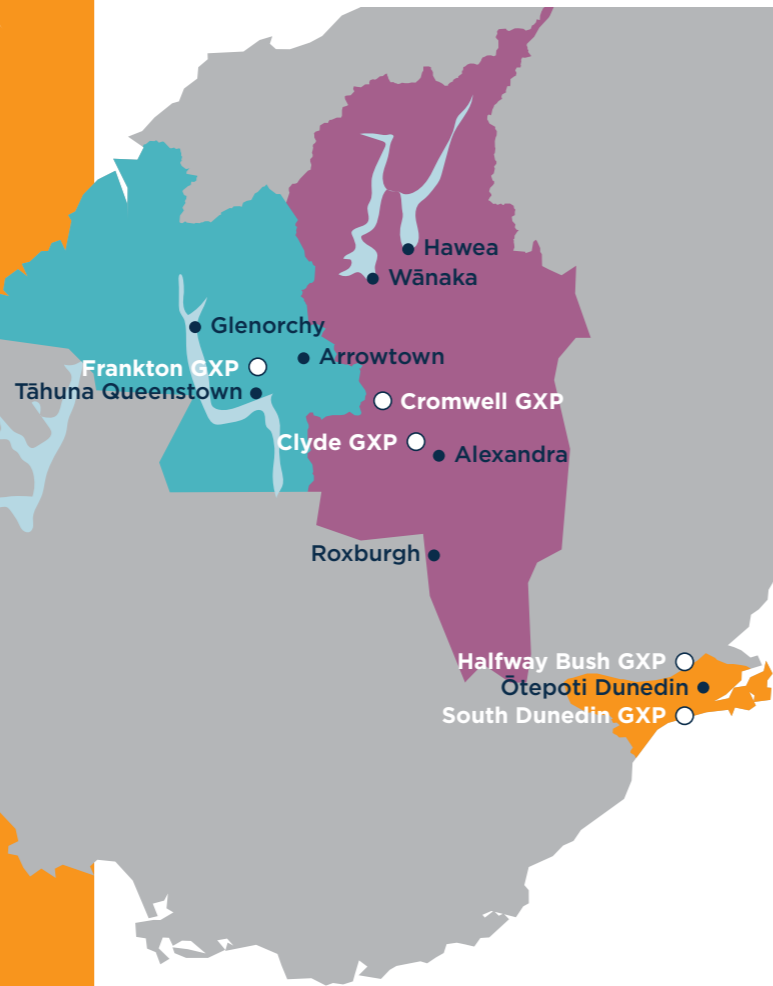 Hawea
Wānaka
Glenorchy
Arrowtown
Frankton GXP
Tāhuna Queenstown
Cromwell GXP
Clyde GXP
Alexandra
Roxburgh
Halfway Bush GXP
Ōtepoti Dunedin
South Dunedin GXP